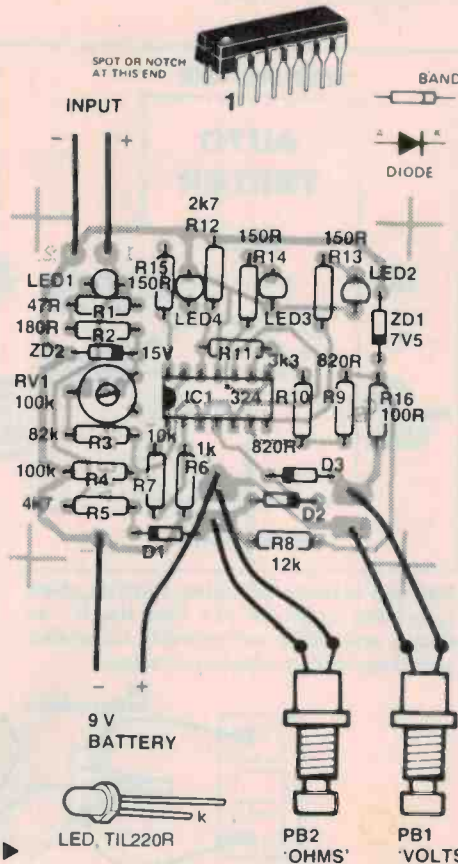 SPOT OR NOTCH
AT THIS END
1
BAND
A K
DIODE
INPUT
- +
2k7
R12
150R
R14
150R
R13
R15
LED1
150R
LED2
47R
R1
LED4
LED3
180R
R2
ZD1
7V5
ZD2
15V
R11
3k3
820R
RV1
100k
IC1
324
R10
R9
R16
100R
82k
R3
10k
1k
820R
100k
R4
R7
R6
D3
4k7
R5
D2
D1
R8
12k
- +
9 V
BATTERY
k
LED, TIL220R
PB2
'OHMS'
PB1
'VOLTS